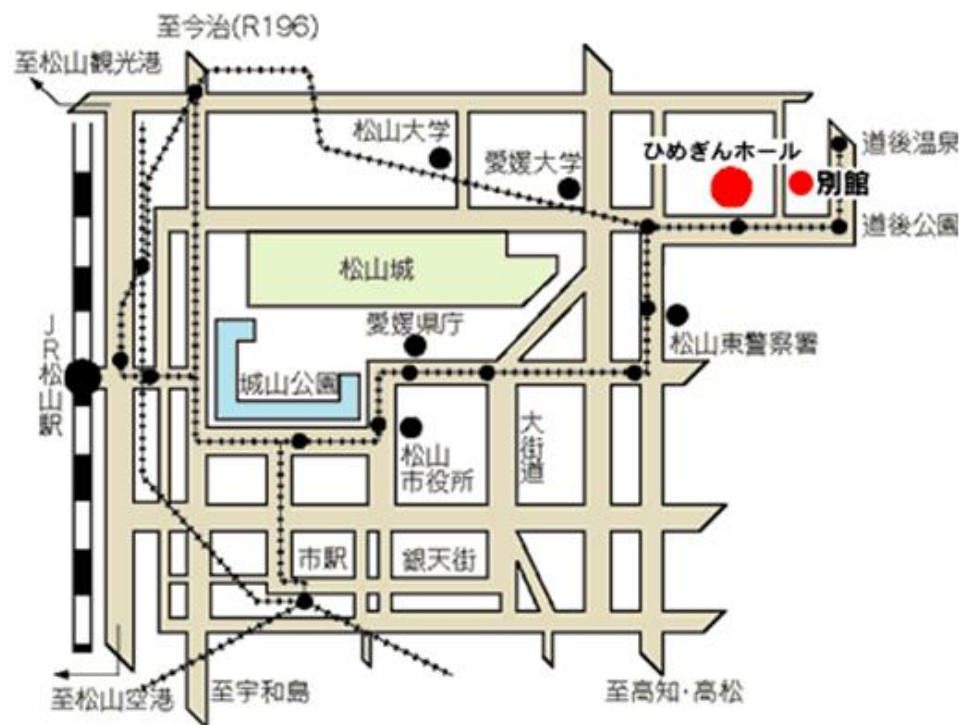 至今治(R196)
至松山観光港
松山大学
愛媛大学
ひめぎんホール
道後温泉
別館
道後公園
松山城
愛媛県庁
松山東警察署
JR松山駅
城山公園
大街道
松山
市役所
市駅
銀天街
至松山空港
至宇和島
至高知・高松